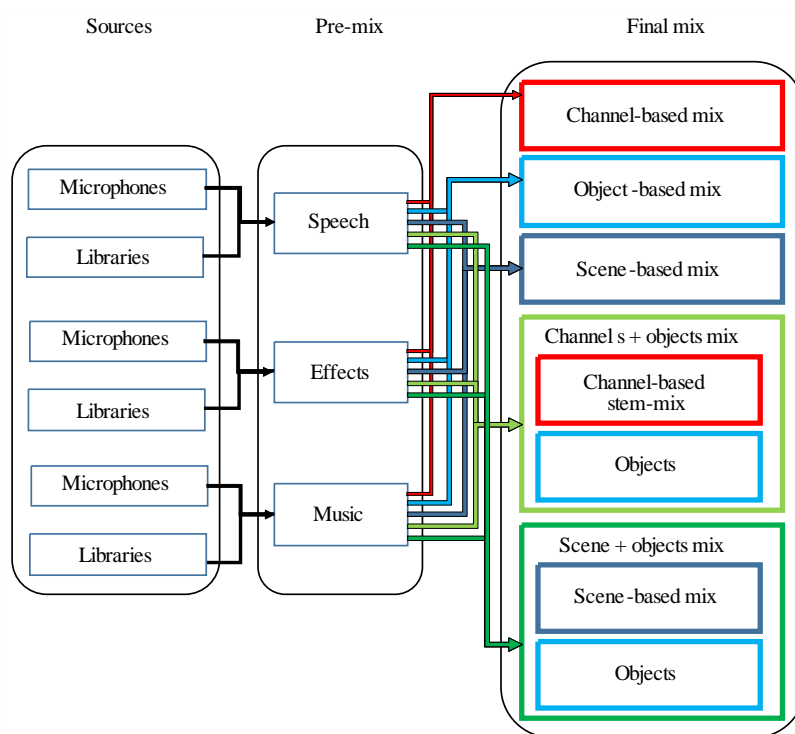 Sources
Pre-mix
Final mix
Microphones
Libraries
Microphones
Libraries
Microphones
Libraries
Speech
Effects
Music
Channel-based mix
Object -based mix
Scene -based mix
Channel s + objects mix
Channel-based
stem-mix
Objects
Scene + objects mix
Scene -based mix
Objects